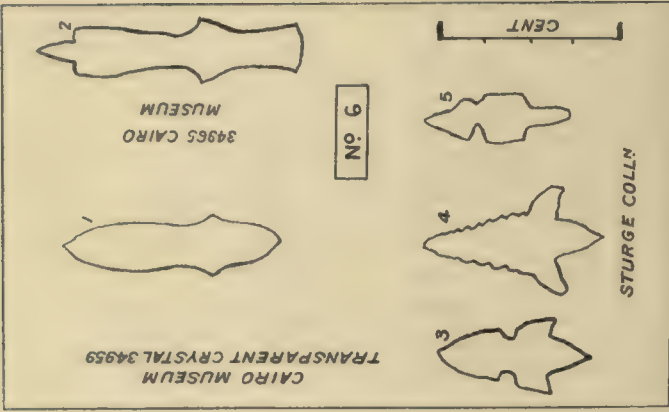 CAIRO MUSEUM
TRANSPARENT CRYSTAL 34959
1
34965 CAIRO
MUSEUM
2
Nº 6
3
4
5
STURGE COLLN
CENT